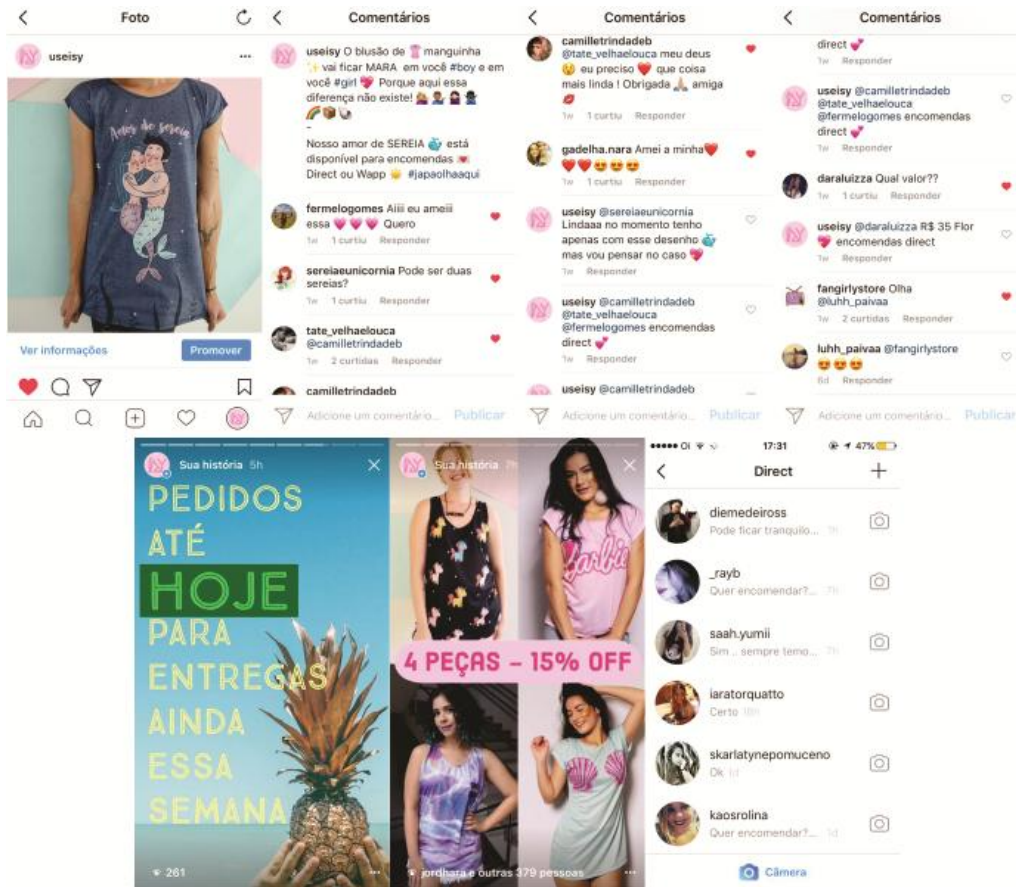 Foto
useisy
Amor de sereia
Ver informações
Promover
Comentários
useisy O blusão de manguinha
vai ficar MARA em você #boy e em
você #girl Porque aqui essa
diferença não existe!
-
Nosso amor de SEREIA está
disponível para encomendas
Direct ou Wapp #japaolhaaqui
fermelogomes Aiiii eu ameiii
essa Quero
1w 1 curtiu Responder
sereiaeunicornia Pode ser duas
sereias?
1w 1 curtiu Responder
tate_velhaelouca
@camilletrindadeb
1w 2 curtidas Responder
camilletrindadeb
Adicione um comentário... Publicar
Comentários
camilletrindadeb
@tate_velhaelouca meu deus
eu preciso que coisa
mais linda ! Obrigada amiga
1w 1 curtiu Responder
gadelha.nara Amei a minha
1w 1 curtiu Responder
useisy @sereiaeunicornia
Lindaaa no momento tenho
apenas com esse desenho
mas vou pensar no caso
1w Responder
useisy @camilletrindadeb
@tate_velhaelouca
@fermelogomes encomendas
direct
1w Responder
useisy @camilletrindadeb
Adicione um comentário... Publicar
Comentários
direct
1w Responder
useisy @camilletrindadeb
@tate_velhaelouca
@fermelogomes encomendas
direct
1w Responder
daraluizza Qual valor??
1w 1 curtiu Responder
useisy @daraluizza R$ 35 Flor
encomendas direct
1w Responder
fangirlystore Olha
@luhh_paivaa
1w 2 curtidas Responder
luhh_paivaa @fangirlystore
6d Responder
Adicione um comentário... Publicar
Sua história 5h
PEDIDOS
ATÉ
HOJE
PARA
ENTREGAS
AINDA
ESSA
SEMANA
261
Sua história 7h
Barbie
4 PEÇAS – 15% OFF
jordhara e outras 379 pessoas
Oi 17:31 47%
Direct
diemedeiross
Pode ficar tranquilo... 7h
_rayb
Quer encomendar?... 7h
saah.yumii
Sim .. sempre temo... 7h
iaratorquatto
Certo 18h
skarlatynepomuceno
Ok 1d
kaosrolina
Quer encomendar?... 1d
Câmera